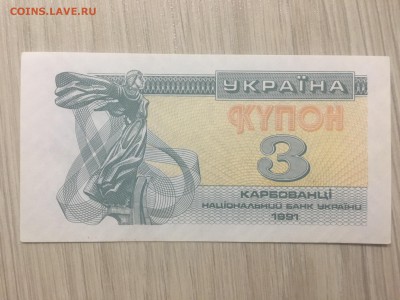 COINS.LAVE.RU
УКРАЇНА
КУПОН
3
КАРБОВАНЦІ
НАЦІОНАЛЬНИЙ БАНК УКРАЇНИ
1991